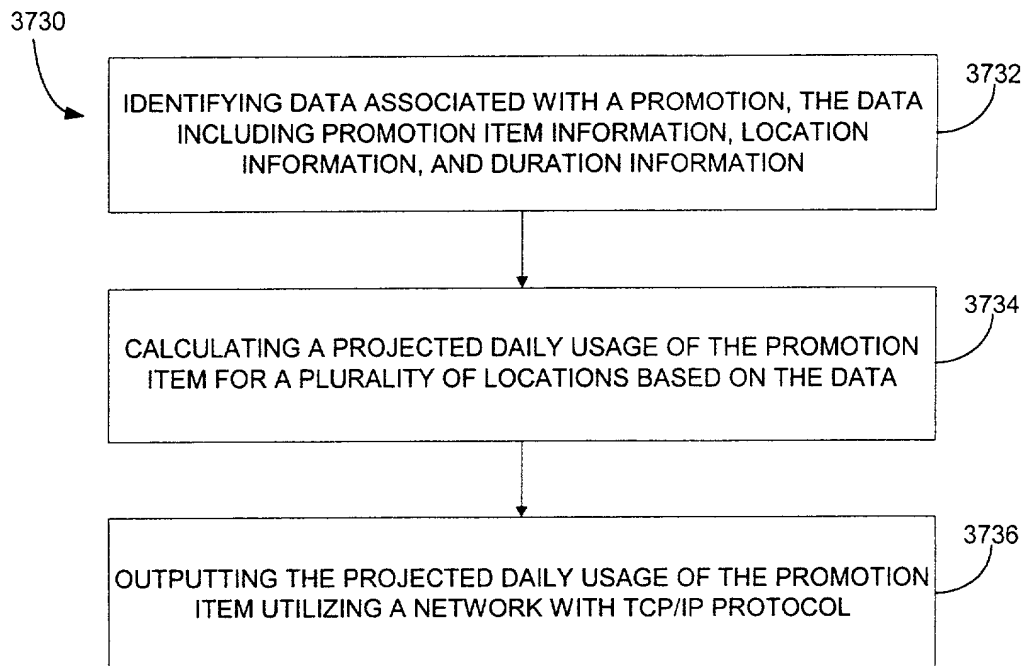 3730
3732
IDENTIFYING DATA ASSOCIATED WITH A PROMOTION, THE DATA
INCLUDING PROMOTION ITEM INFORMATION, LOCATION
INFORMATION, AND DURATION INFORMATION
3734
CALCULATING A PROJECTED DAILY USAGE OF THE PROMOTION
ITEM FOR A PLURALITY OF LOCATIONS BASED ON THE DATA
3736
OUTPUTTING THE PROJECTED DAILY USAGE OF THE PROMOTION
ITEM UTILIZING A NETWORK WITH TCP/IP PROTOCOL